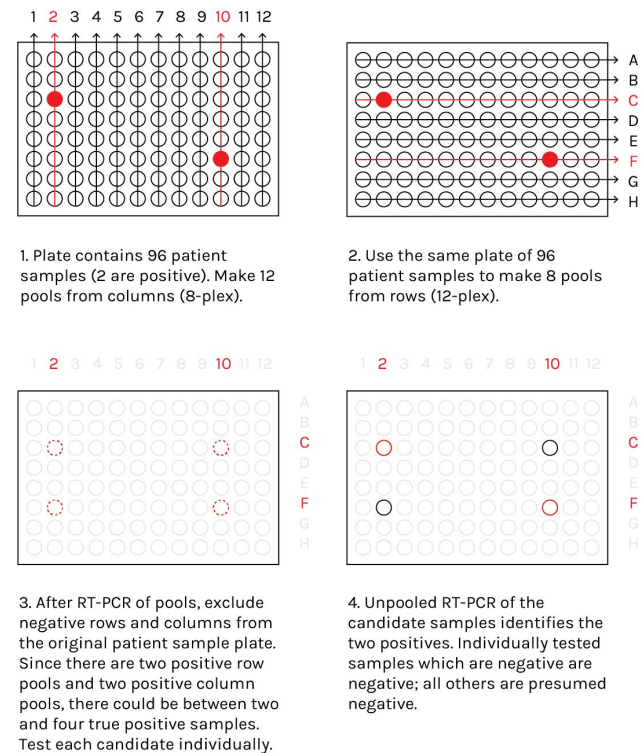 1 2 3 4 5 6 7 8 9 10 11 12
A
B
C
D
E
F
G
H
1. Plate contains 96 patient
samples (2 are positive). Make 12
pools from columns (8-plex).
2. Use the same plate of 96
patient samples to make 8 pools
from rows (12-plex).
1 2 3 4 5 6 7 8 9 10 11 12
A
B
C
D
E
F
G
H
1 2 3 4 5 6 7 8 9 10 11 12
A
B
C
D
E
F
G
H
3. After RT-PCR of pools, exclude
negative rows and columns from
the original patient sample plate.
Since there are two positive row
pools and two positive column
pools, there could be between two
and four true positive samples.
Test each candidate individually.
4. Unpooled RT-PCR of the
candidate samples identifies the
two positives. Individually tested
samples which are negative are
negative; all others are presumed
negative.